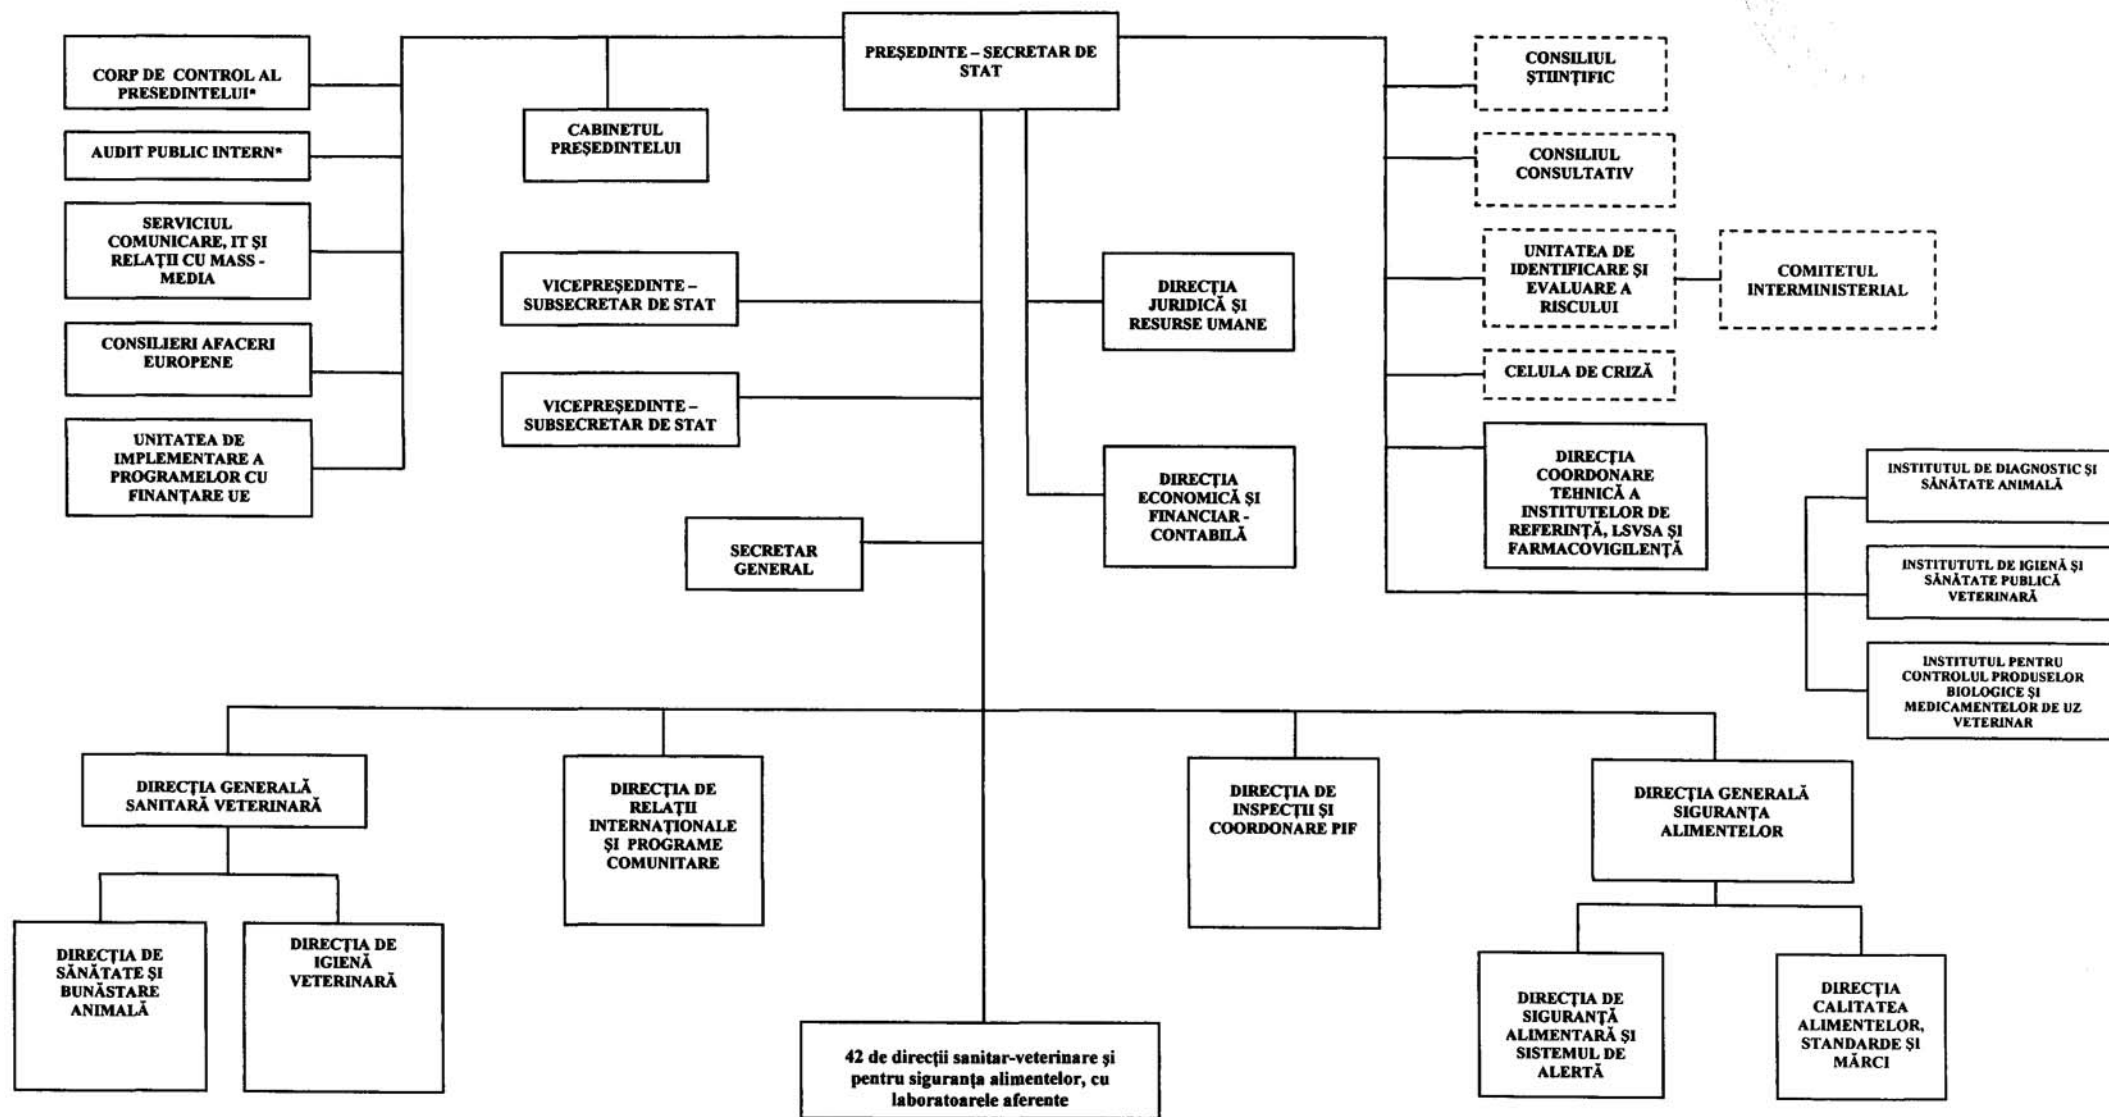 PREŞEDINTE – SECRETAR DE
STAT
CORP DE CONTROL AL
PRESEDINTELUI*
AUDIT PUBLIC INTERN*
SERVICIUL
COMUNICARE, IT ŞI
RELAŢII CU MASS -
MEDIA
CONSILIERI AFACERI
EUROPENE
UNITATEA DE
IMPLEMENTARE A
PROGRAMELOR CU
FINANŢARE UE
CABINETUL
PREŞEDINTELUI
VICEPREŞEDINTE –
SUBSECRETAR DE STAT
VICEPREŞEDINTE –
SUBSECRETAR DE STAT
SECRETAR
GENERAL
DIRECŢIA
JURIDICĂ ŞI
RESURSE UMANE
DIRECŢIA
ECONOMICĂ ŞI
FINANCIAR -
CONTABILĂ
CONSILIUL
ŞTIINŢIFIC
CONSILIUL
CONSULTATIV
UNITATEA DE
IDENTIFICARE ŞI
EVALUARE A
RISCULUI
COMITETUL
INTERMINISTERIAL
CELULA DE CRIZĂ
DIRECŢIA
COORDONARE
TEHNICĂ A
INSTITUTELOR DE
REFERINŢĂ, LSVSA ŞI
FARMACOVIGILENŢĂ
INSTITUTUL DE DIAGNOSTIC ŞI
SĂNĂTATE ANIMALĂ
INSTITUTUTL DE IGIENĂ ŞI
SĂNĂTATE PUBLICĂ
VETERINARĂ
INSTITUTUL PENTRU
CONTROLUL PRODUSELOR
BIOLOGICE ŞI
MEDICAMENTELOR DE UZ
VETERINAR
DIRECŢIA GENERALĂ
SANITARĂ VETERINARĂ
DIRECŢIA DE
RELAŢII
INTERNAŢIONALE
ŞI PROGRAME
COMUNITARE
DIRECŢIA DE
INSPECŢII ŞI
COORDONARE PIF
DIRECŢIA GENERALĂ
SIGURANŢA
ALIMENTELOR
DIRECŢIA DE
SĂNĂTATE ŞI
BUNĂSTARE
ANIMALĂ
DIRECŢIA DE
IGIENĂ
VETERINARĂ
42 de direcţii sanitar-veterinare şi
pentru siguranţa alimentelor, cu
laboratoarele aferente
DIRECŢIA DE
SIGURANŢĂ
ALIMENTARĂ ŞI
SISTEMUL DE
ALERTĂ
DIRECŢIA
CALITATEA
ALIMENTELOR,
STANDARDE ŞI
MĂRCI